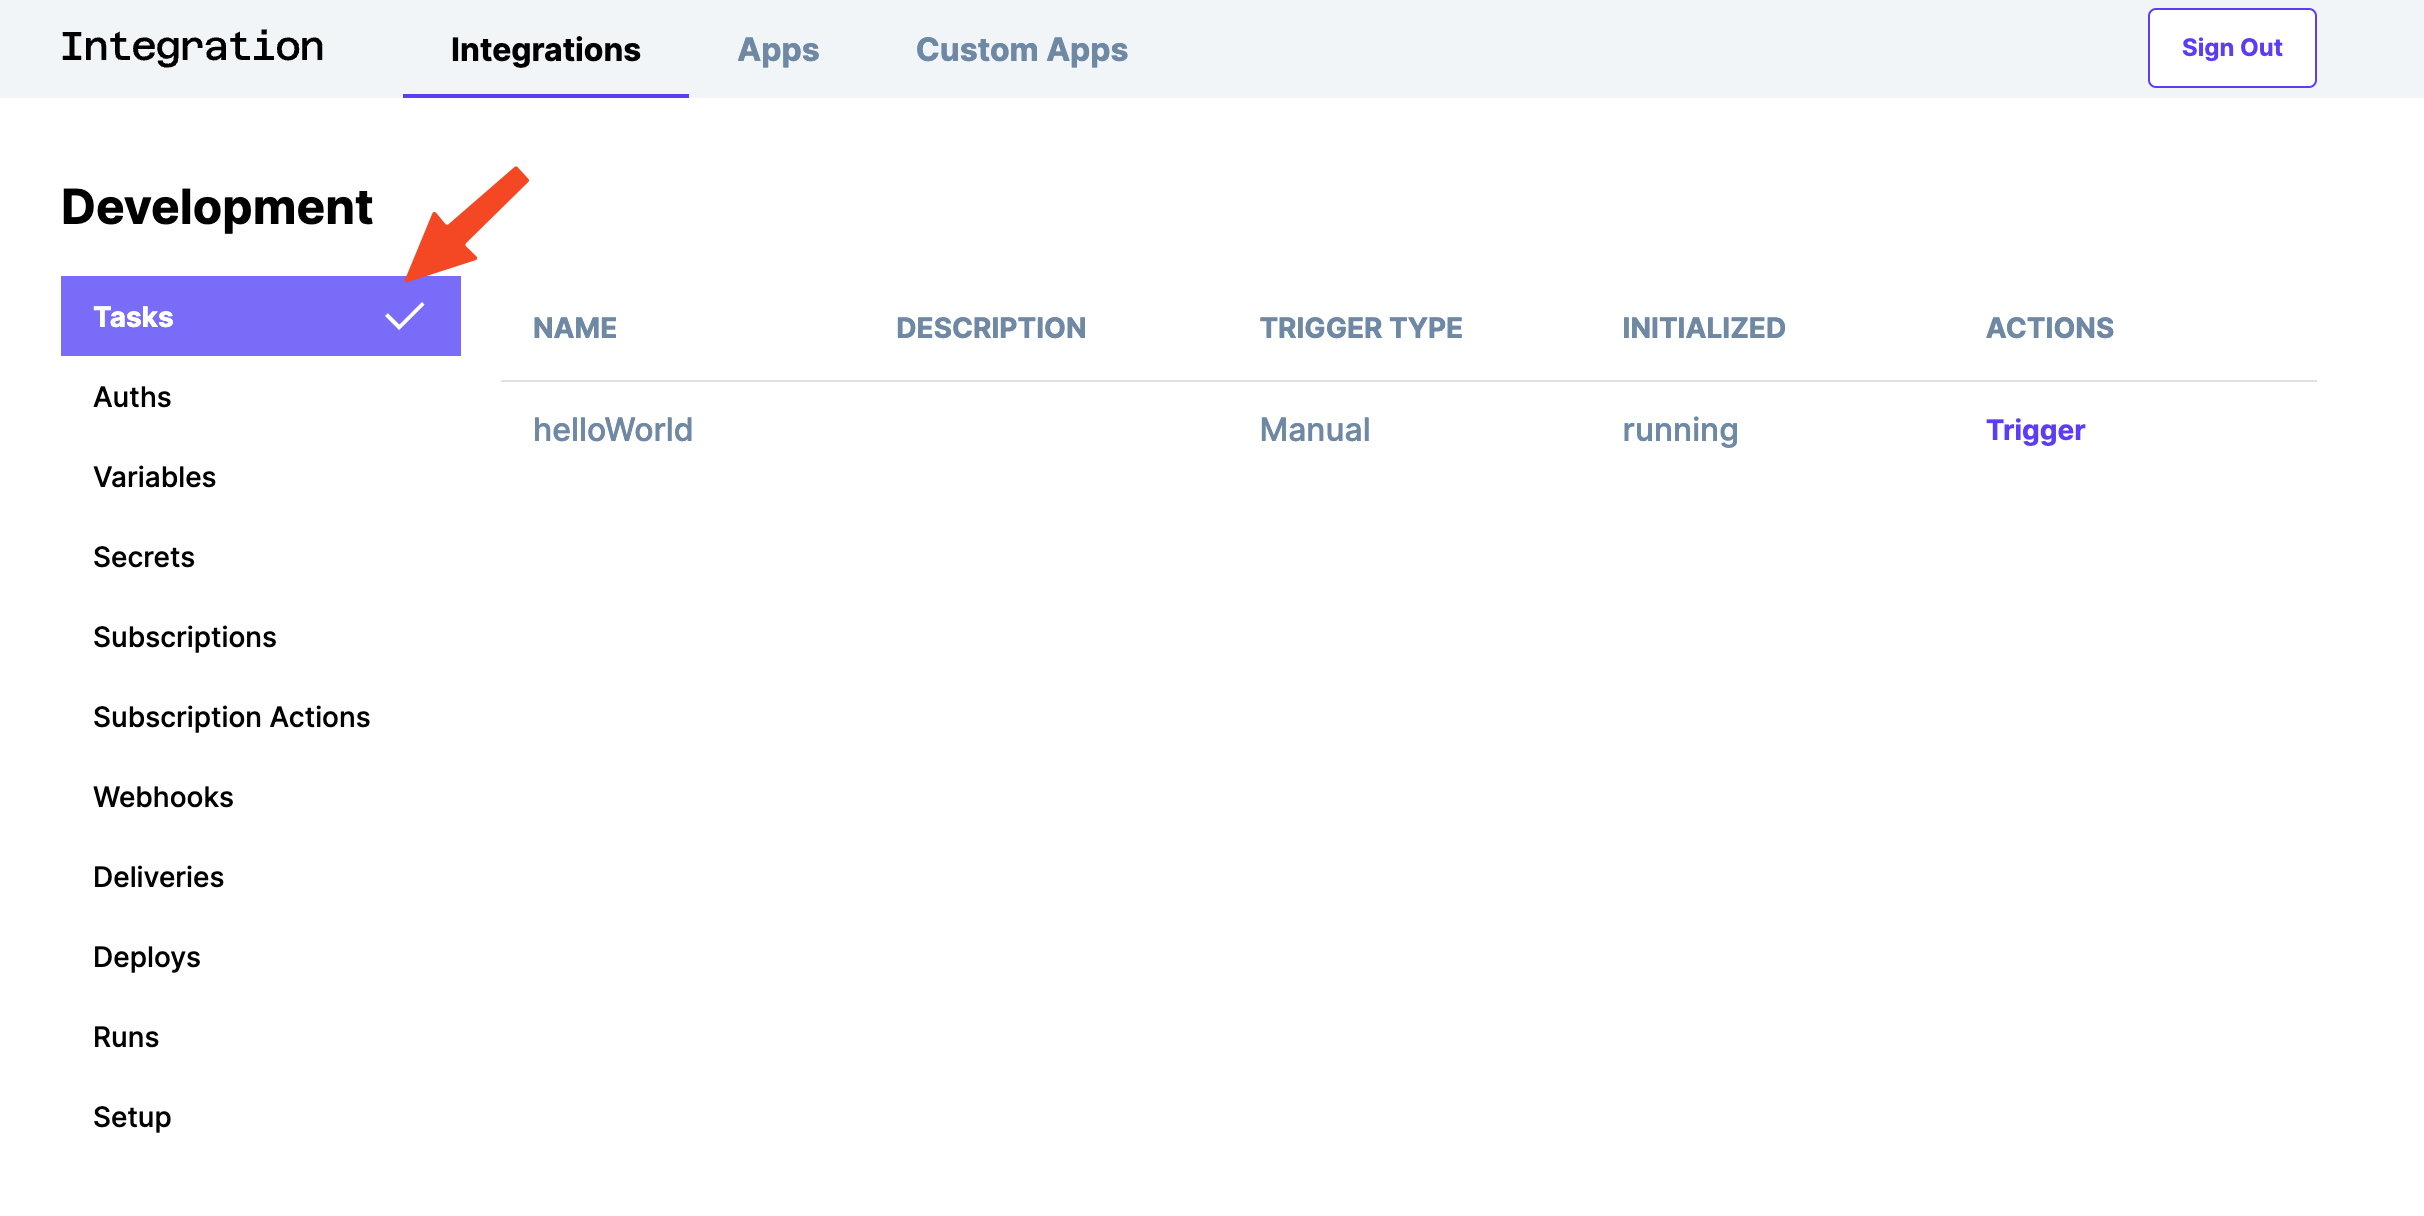 Integration Integrations Apps Custom Apps Sign Out
Development
Tasks
Auths
Variables
Secrets
Subscriptions
Subscription Actions
Webhooks
Deliveries
Deploys
Runs
Setup
NAME DESCRIPTION TRIGGER TYPE INITIALIZED ACTIONS
helloWorld Manual running Trigger